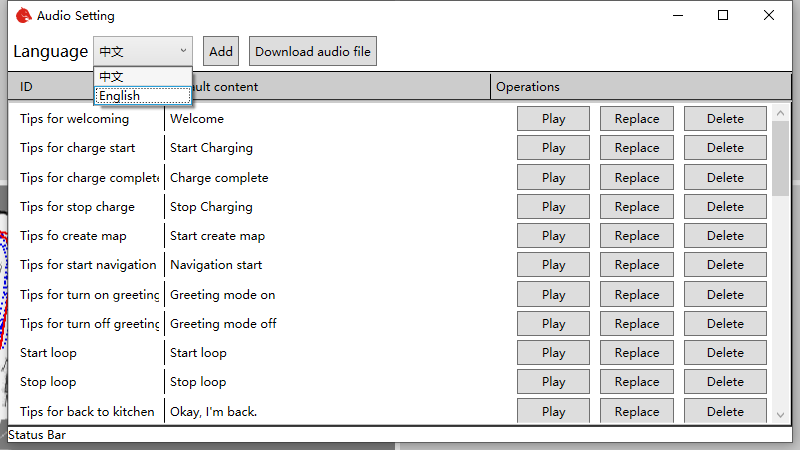 Audio Setting
Language 中文 Add Download audio file
中文
English
ID ult content Operations
Tips for welcoming Welcome Play Replace Delete
Tips for charge start Start Charging Play Replace Delete
Tips for charge complete Charge complete Play Replace Delete
Tips for stop charge Stop Charging Play Replace Delete
Tips fo create map Start create map Play Replace Delete
Tips for start navigation Navigation start Play Replace Delete
Tips for turn on greeting Greeting mode on Play Replace Delete
Tips for turn off greeting Greeting mode off Play Replace Delete
Start loop Start loop Play Replace Delete
Stop loop Stop loop Play Replace Delete
Tips for back to kitchen Okay, I'm back. Play Replace Delete
Status Bar